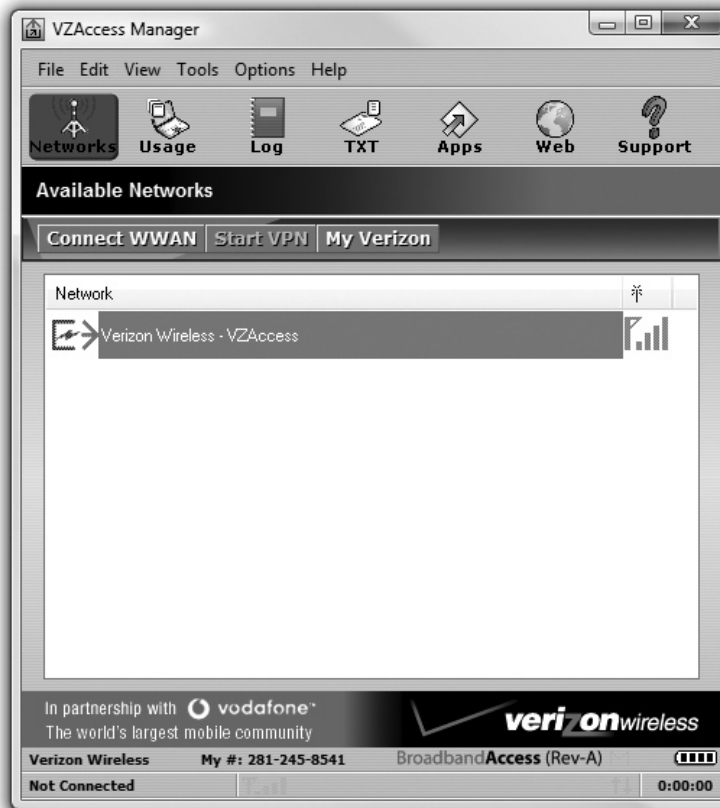 VZAccess Manager
File Edit View Tools Options Help
Networks Usage Log TXT Apps Web Support
Available Networks
Connect WWAN Start VPN My Verizon
Network
Verizon Wireless - VZAccess
In partnership with vodafone™
The world's largest mobile community
verizonwireless
Verizon Wireless My #: 281-245-8541 BroadbandAccess (Rev-A)
Not Connected 0:00:00